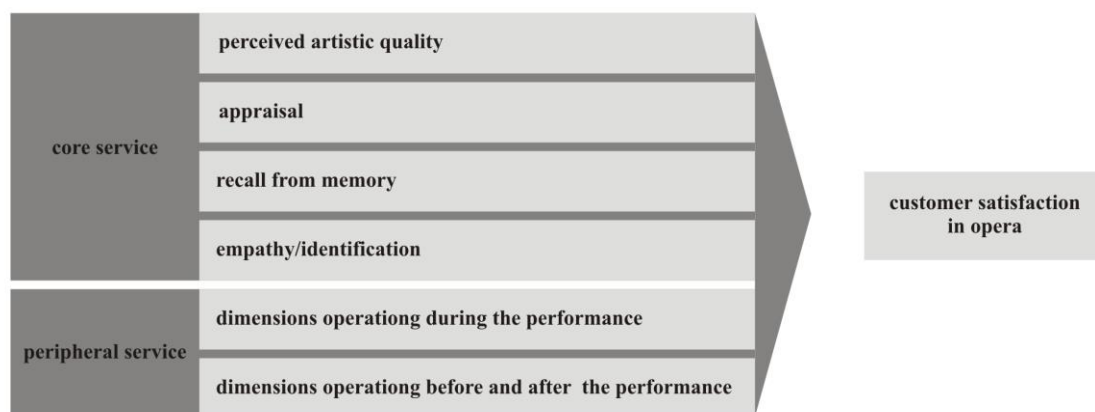 core service
perceived artistic quality
appraisal
recall from memory
empathy/identification
peripheral service
dimensions operationg during the performance
dimensions operationg before and after the performance
customer satisfaction
in opera